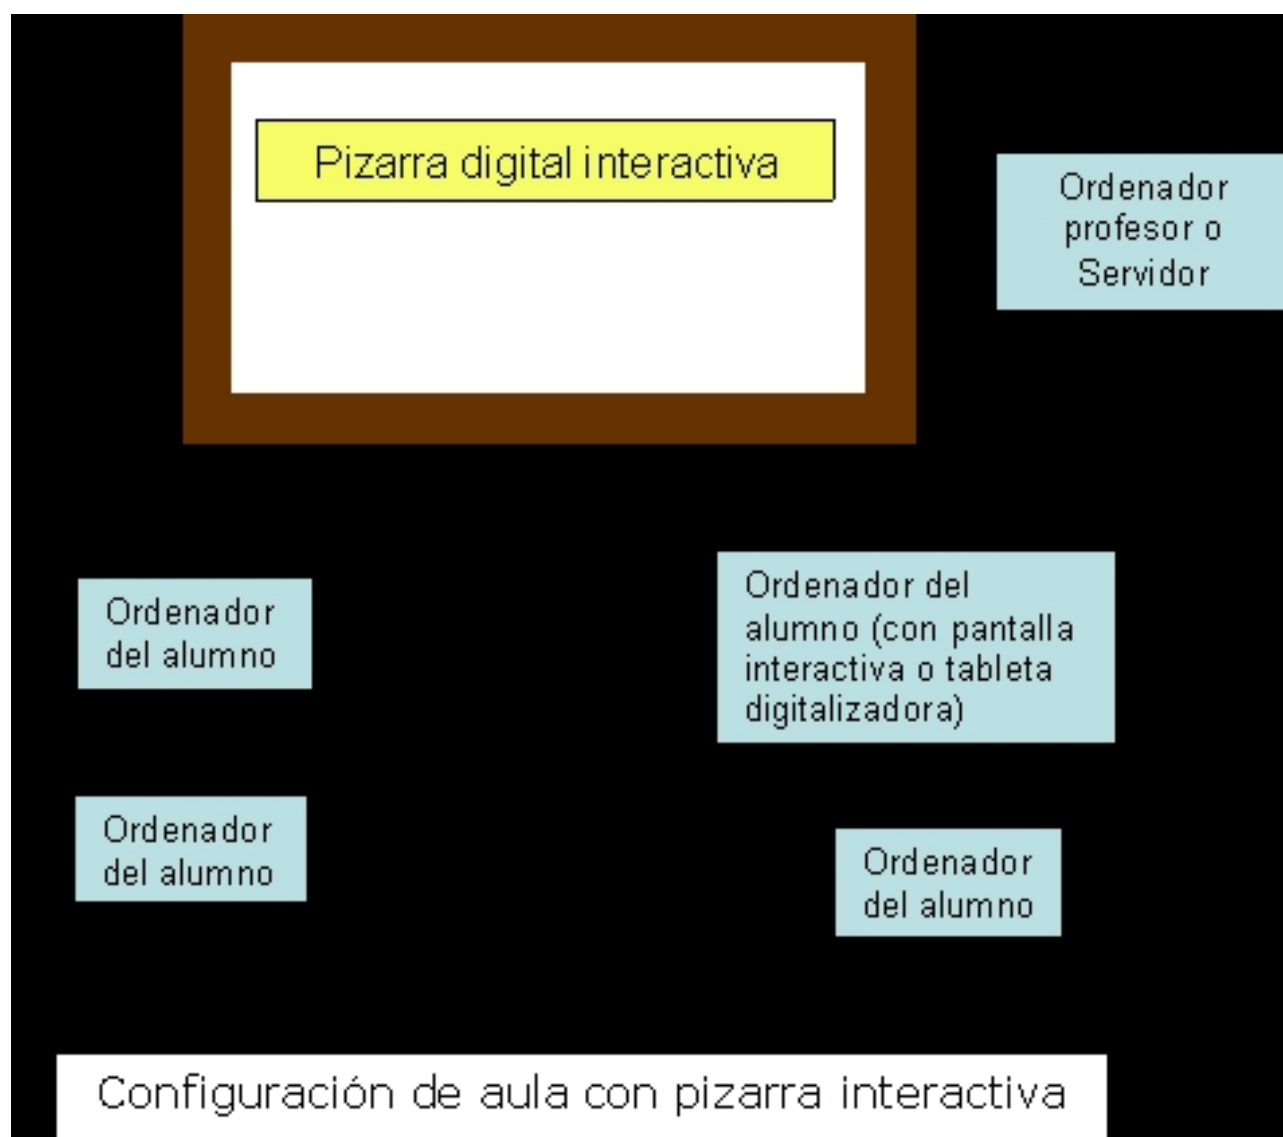 Pizarra digital interactiva
Ordenador
profesor o
Servidor
Ordenador
del alumno
Ordenador del
alumno (con pantalla
interactiva o tableta
digitalizadora)
Ordenador
del alumno
Ordenador
del alumno
Configuración de aula con pizarra interactiva